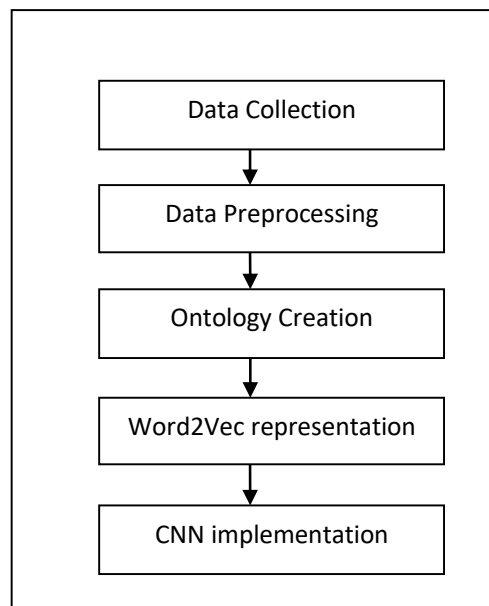 Data Collection
Data Preprocessing
Ontology Creation
Word2Vec representation
CNN implementation